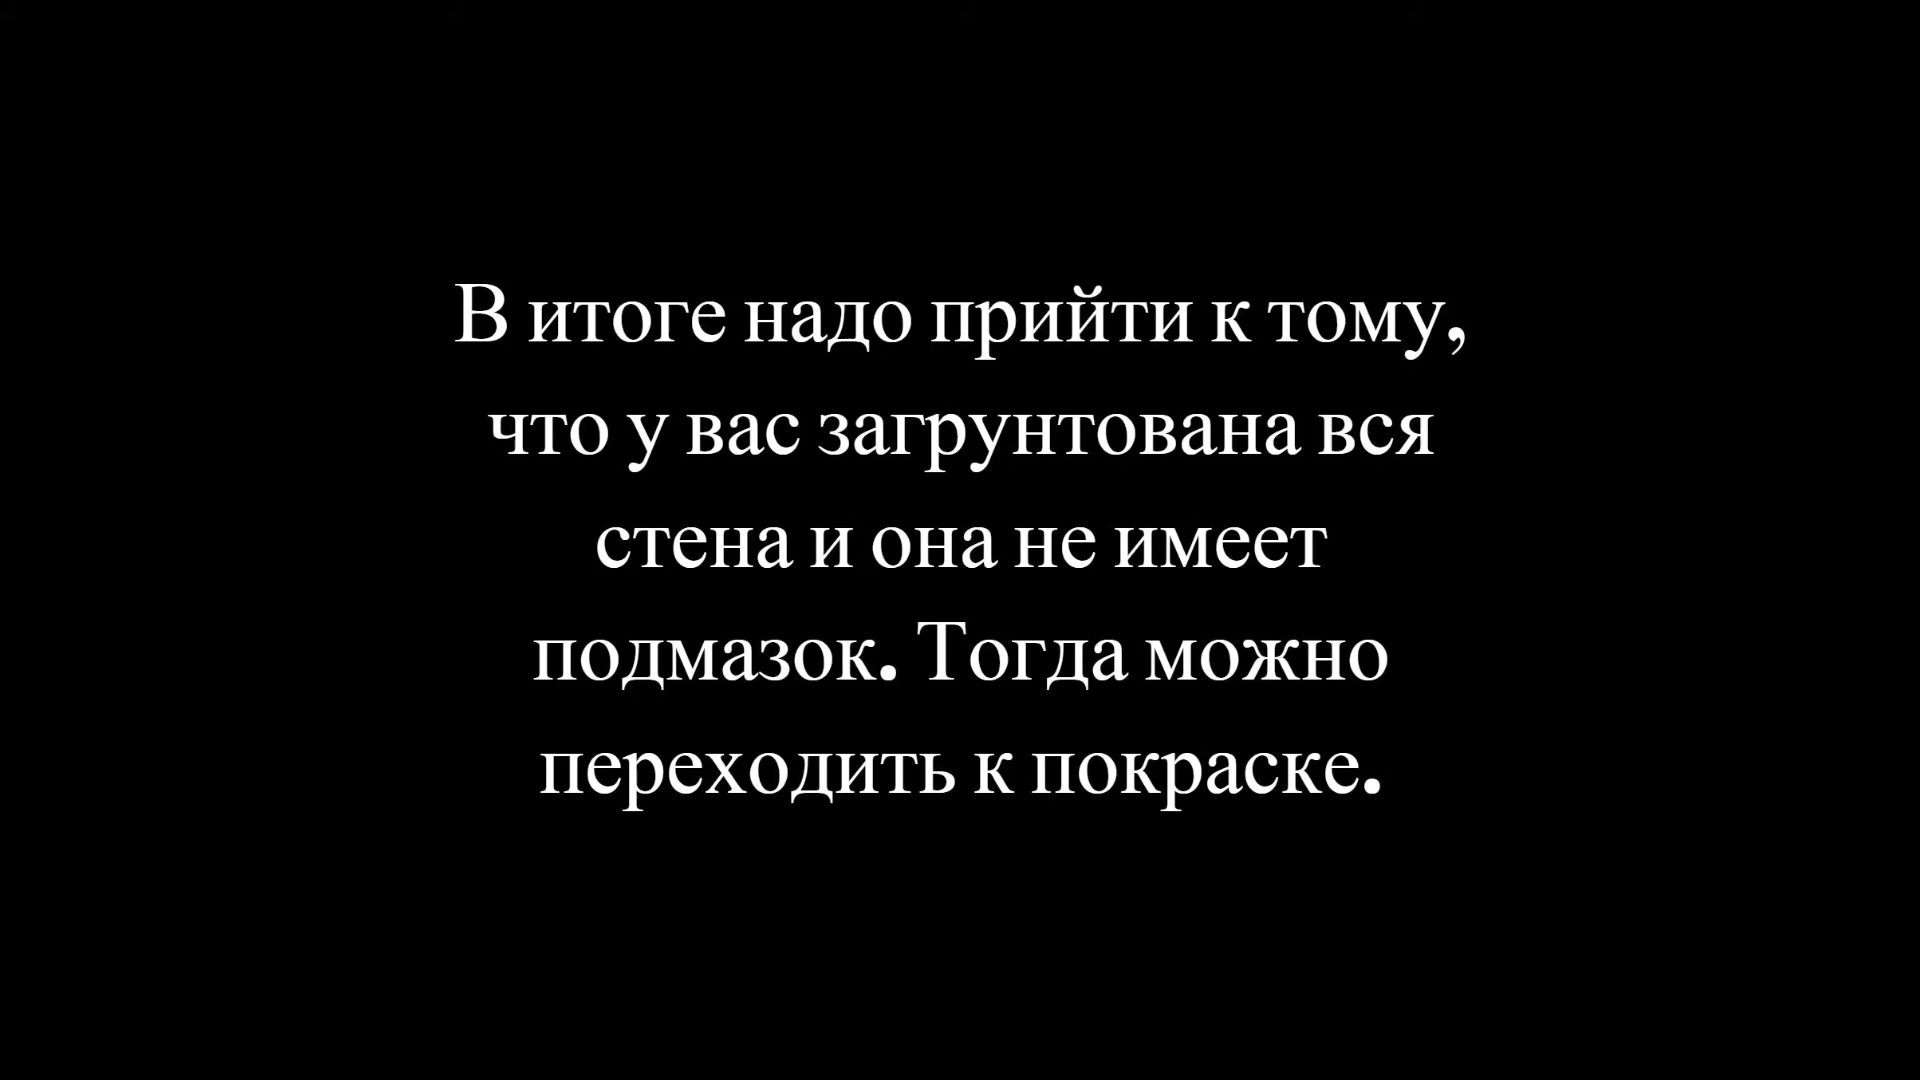 В итоге надо прийти к тому,
что у вас загрунтована вся
стена и она не имеет
подмазок. Тогда можно
переходить к покраске.